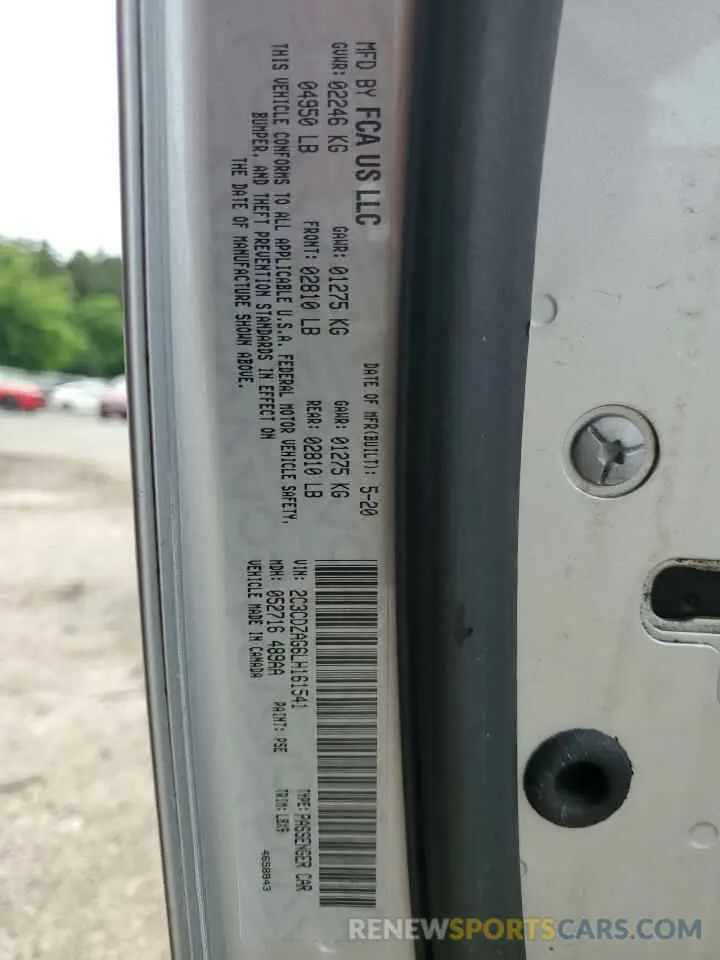 MFD BY FCA US LLC
DATE OF MFR(BUILT): 5-20
GVWR: 02246 KG GAWR: 01275 KG GAWR: 01275 KG
04950 LB FRONT: 02810 LB REAR: 02810 LB
THIS VEHICLE CONFORMS TO ALL APPLICABLE U.S.A. FEDERAL MOTOR VEHICLE SAFETY,
BUMPER, AND THEFT PREVENTION STANDARDS IN EFFECT ON
THE DATE OF MANUFACTURE SHOWN ABOVE.
VIN: 2C3CDZAG6LH161541 TYPE: PASSENGER CAR
MDH: 052716 489AA PAINT: PSE TRIM: LBX9
VEHICLE MADE IN CANADA 4658843
RENEWSPORTSCARS.COM